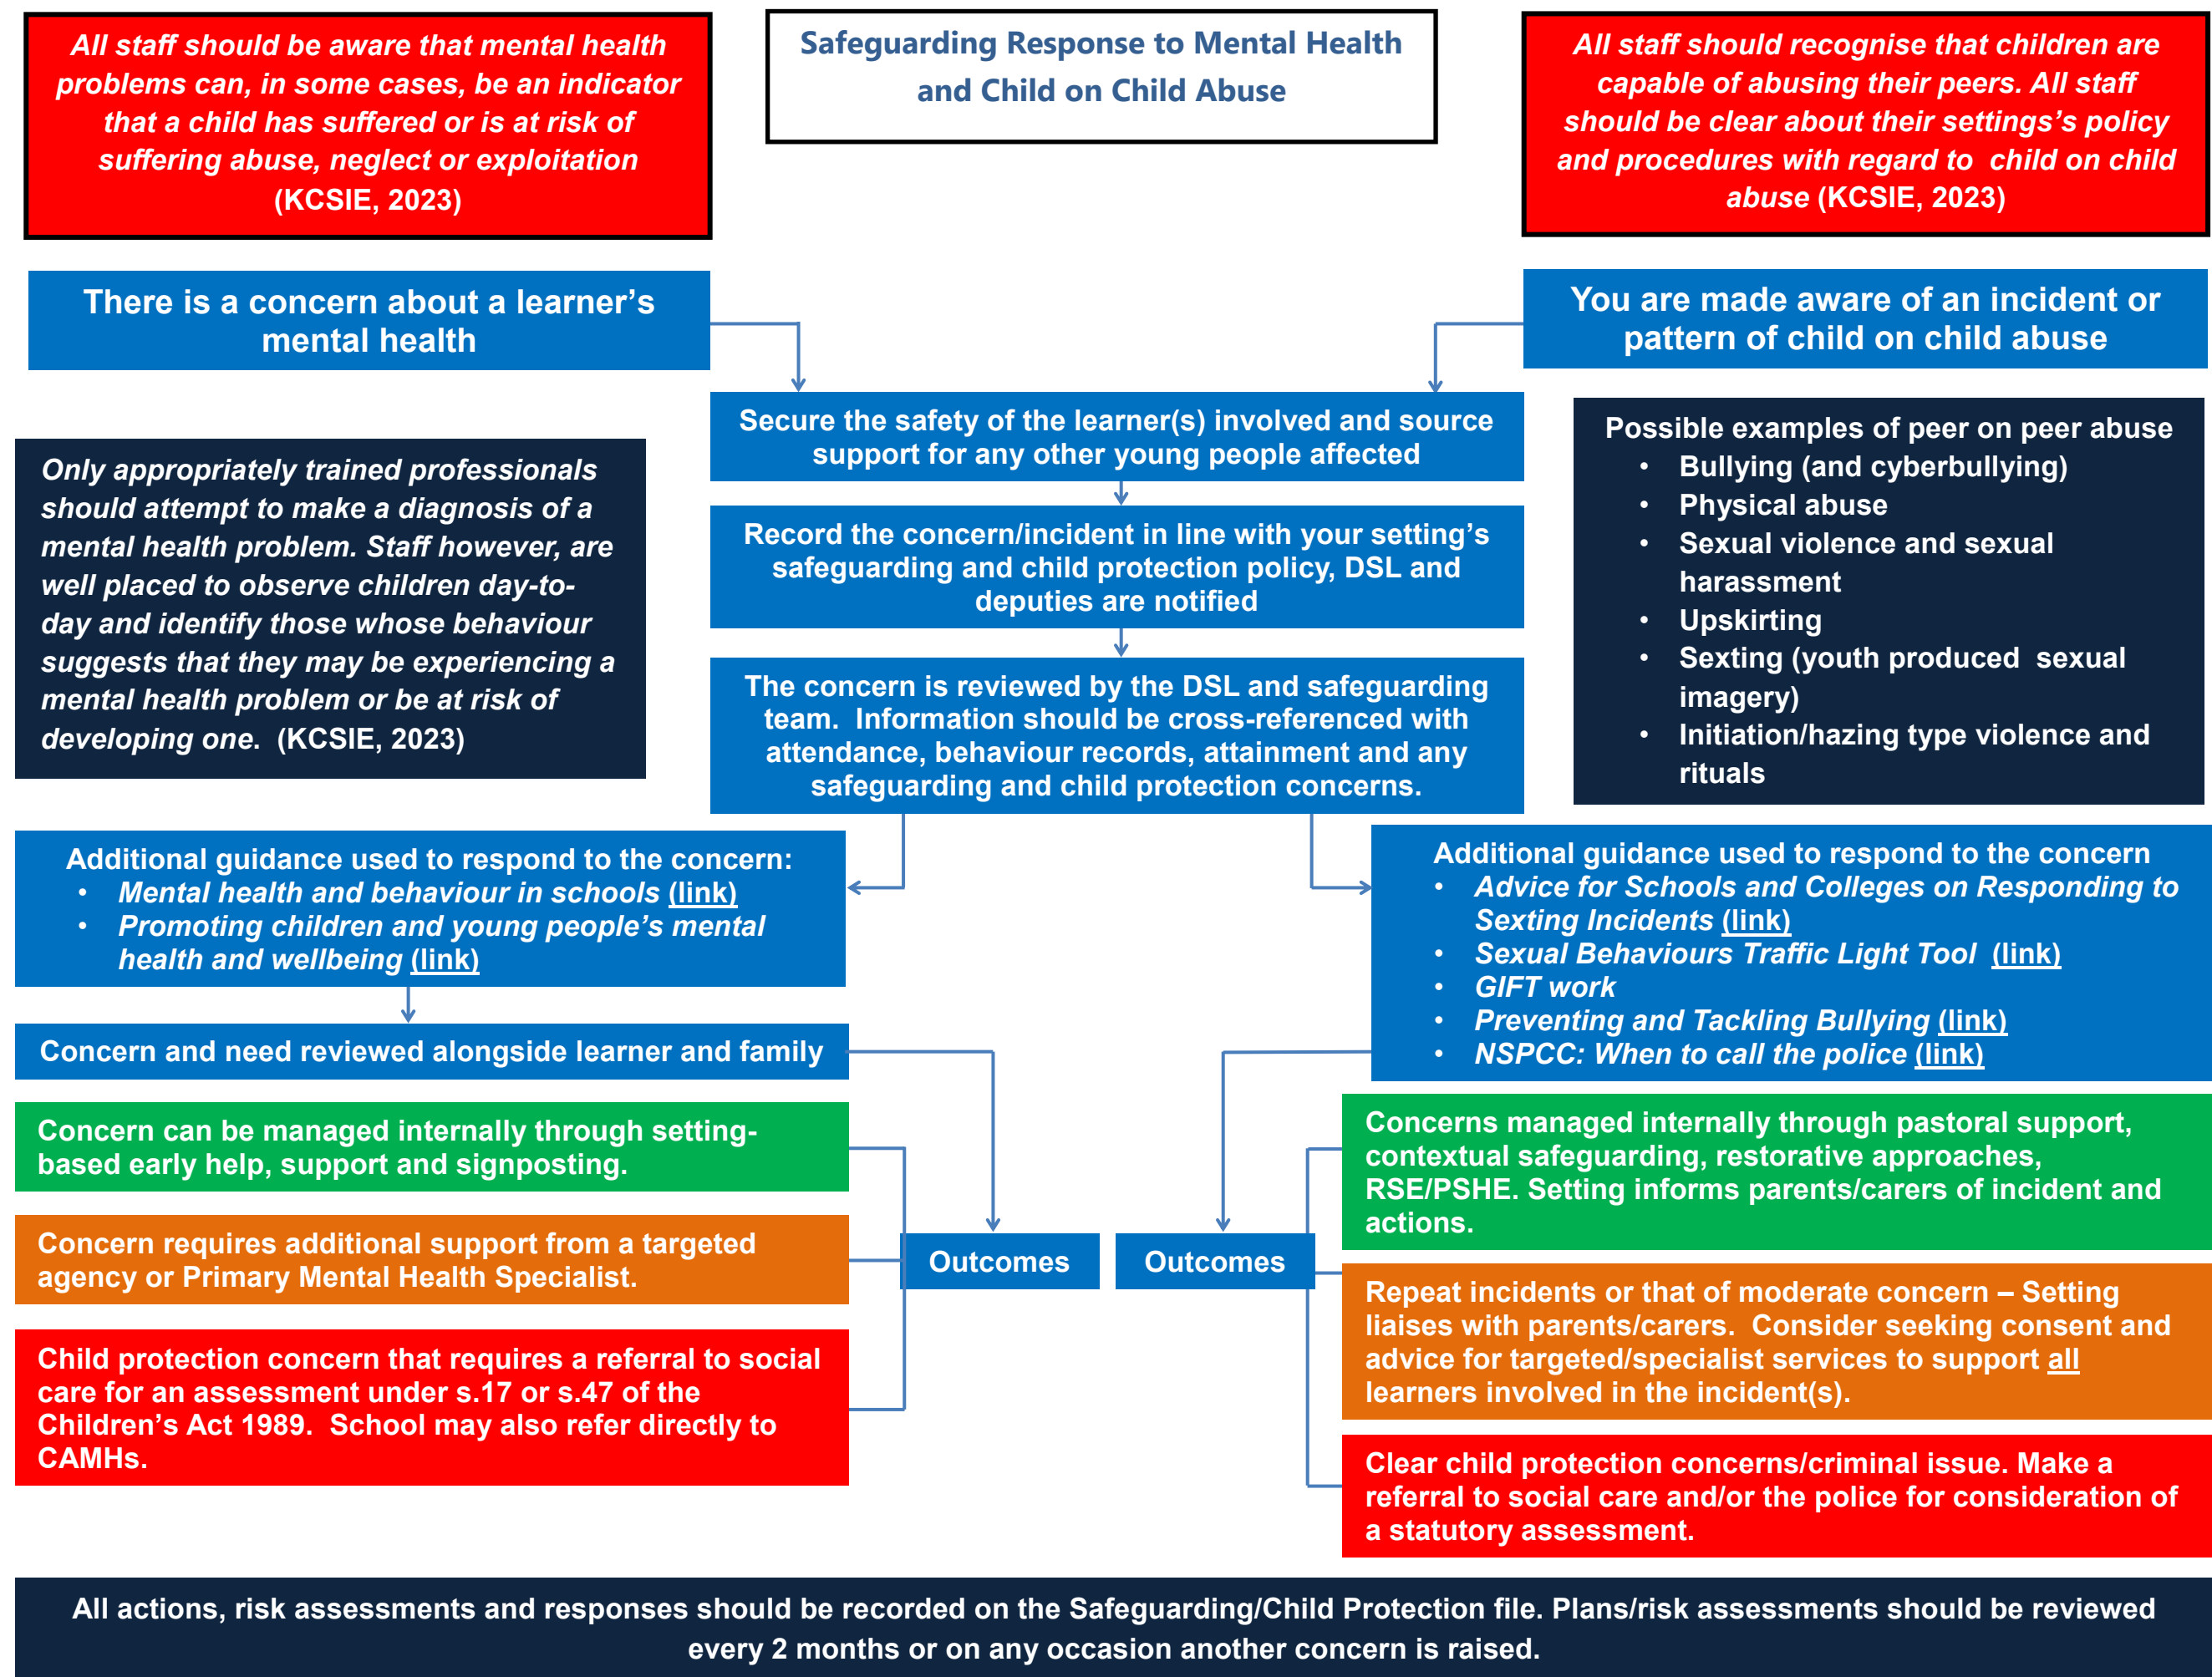 All staff should be aware that mental health
problems can, in some cases, be an indicator
that a child has suffered or is at risk of
suffering abuse, neglect or exploitation
(KCSIE, 2023)
Safeguarding Response to Mental Health
and Child on Child Abuse
All staff should recognise that children are
capable of abusing their peers. All staff
should be clear about their settings's policy
and procedures with regard to  child on child
abuse (KCSIE, 2023)
There is a concern about a learner’s
mental health
You are made aware of an incident or
pattern of child on child abuse
Secure the safety of the learner(s) involved and source
support for any other young people affected
Only appropriately trained professionals
should attempt to make a diagnosis of a
mental health problem. Staff however, are
well placed to observe children day-to-
day and identify those whose behaviour
suggests that they may be experiencing a
mental health problem or be at risk of
developing one.  (KCSIE, 2023)
Record the concern/incident in line with your setting’s
safeguarding and child protection policy, DSL and
deputies are notified
The concern is reviewed by the DSL and safeguarding
team.  Information should be cross-referenced with
attendance, behaviour records, attainment and any
safeguarding and child protection concerns.
Possible examples of peer on peer abuse
• Bullying (and cyberbullying)
• Physical abuse
• Sexual violence and sexual
harassment
• Upskirting
• Sexting (youth produced  sexual
imagery)
• Initiation/hazing type violence and
rituals
Additional guidance used to respond to the concern:
• Mental health and behaviour in schools (link)
• Promoting children and young people’s mental
health and wellbeing (link)
Concern and need reviewed alongside learner and family
Additional guidance used to respond to the concern
• Advice for Schools and Colleges on Responding to
Sexting Incidents (link)
• Sexual Behaviours Traffic Light Tool  (link)
• GIFT work
• Preventing and Tackling Bullying (link)
• NSPCC: When to call the police (link)
Concern can be managed internally through setting-
based early help, support and signposting.
Concern requires additional support from a targeted
agency or Primary Mental Health Specialist.
Child protection concern that requires a referral to social
care for an assessment under s.17 or s.47 of the
Children’s Act 1989.  School may also refer directly to
CAMHs.
Outcomes
Outcomes
Concerns managed internally through pastoral support,
contextual safeguarding, restorative approaches,
RSE/PSHE. Setting informs parents/carers of incident and
actions.
Repeat incidents or that of moderate concern – Setting
liaises with parents/carers.  Consider seeking consent and
advice for targeted/specialist services to support all
learners involved in the incident(s).
Clear child protection concerns/criminal issue. Make a
referral to social care and/or the police for consideration of
a statutory assessment.
All actions, risk assessments and responses should be recorded on the Safeguarding/Child Protection file. Plans/risk assessments should be reviewed
every 2 months or on any occasion another concern is raised.